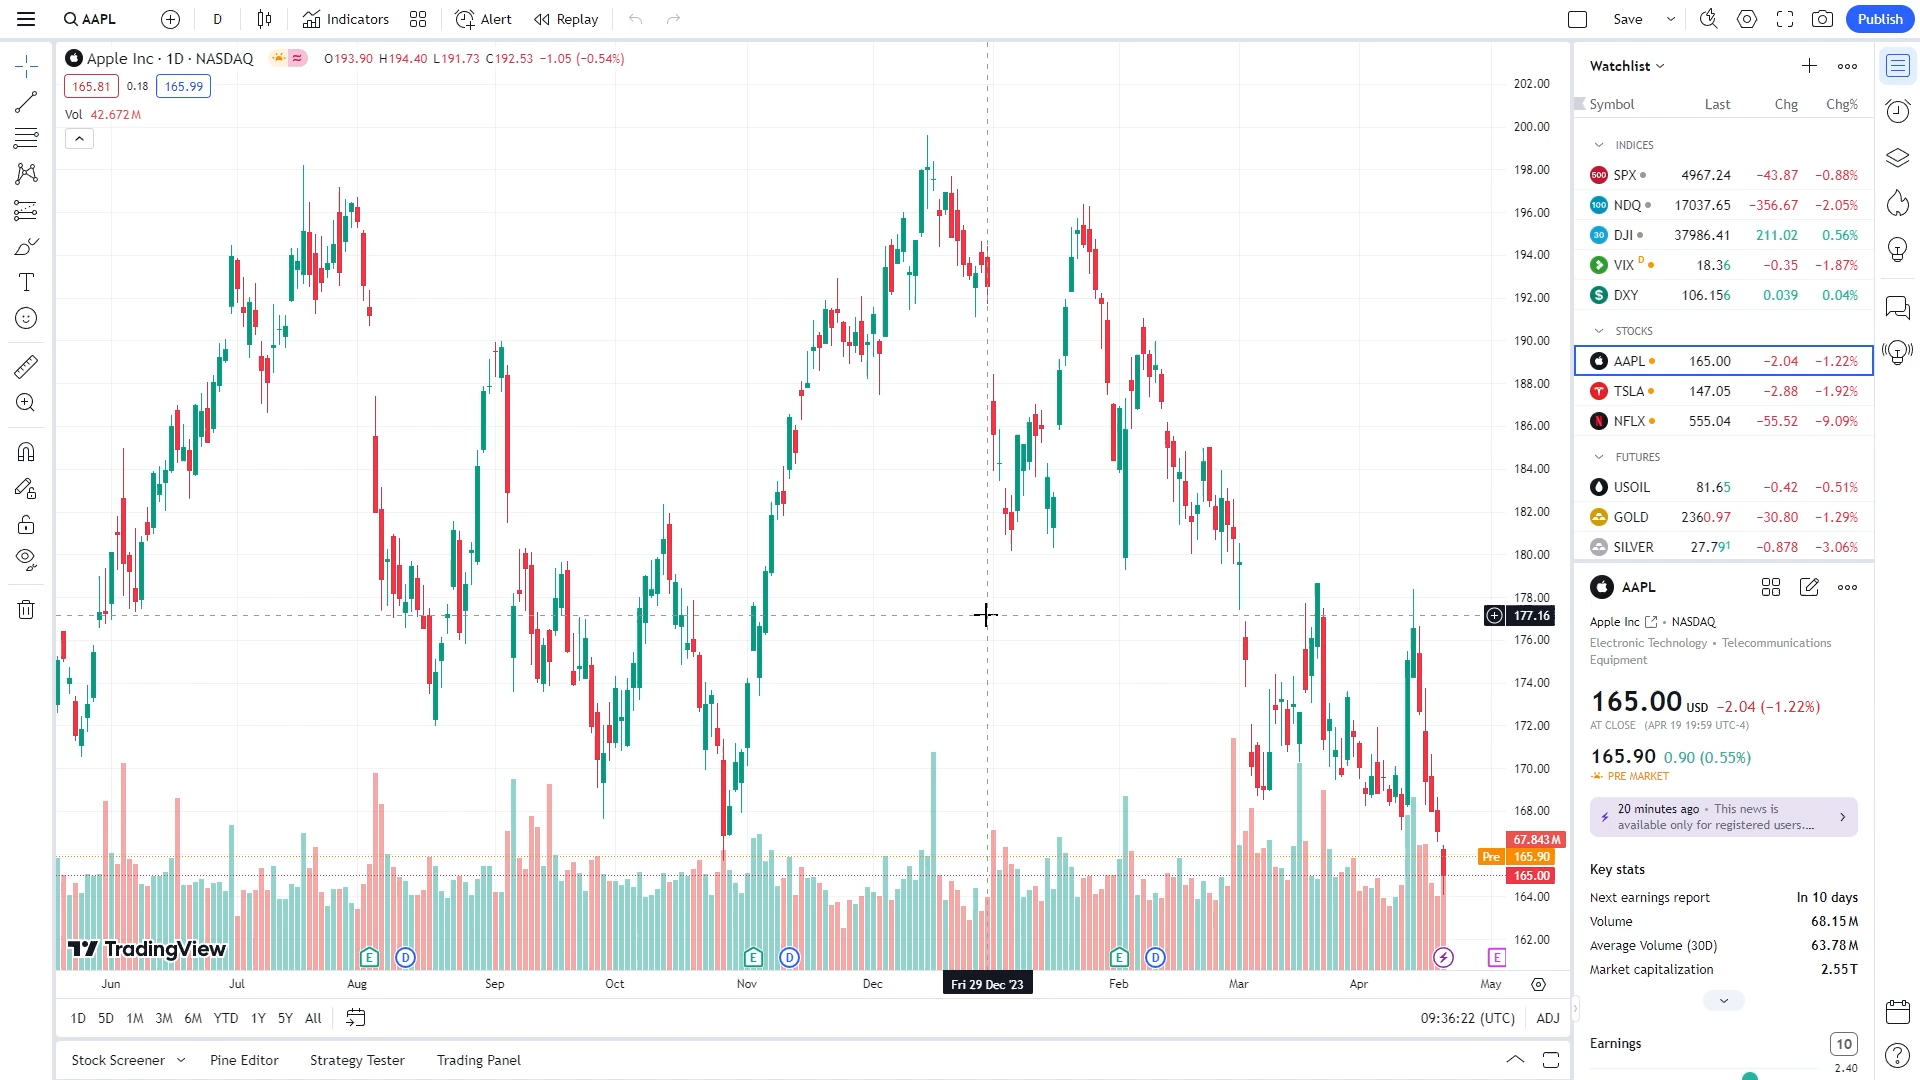 AAPL
D
Indicators
Alert
Replay
Save
Publish
Apple Inc · 1D · NASDAQ
O193.90 H194.40 L191.73 C192.53 −1.05 (−0.54%)
165.81 0.18 165.99
Vol 42.672M
202.00
200.00
198.00
196.00
194.00
192.00
190.00
188.00
186.00
184.00
182.00
180.00
178.00
177.16
176.00
174.00
172.00
170.00
168.00
67.843M
Pre 165.90
165.00
164.00
162.00
TradingView
E D E D E D E
Jun Jul Aug Sep Oct Nov Dec Fri 29 Dec '23 Feb Mar Apr May
1D 5D 1M 3M 6M YTD 1Y 5Y All
09:36:22 (UTC) ADJ
Stock Screener Pine Editor Strategy Tester Trading Panel
Watchlist
Symbol Last Chg Chg%
INDICES
500 SPX 4967.24 −43.87 −0.88%
100 NDQ 17037.65 −356.67 −2.05%
30 DJI 37986.41 211.02 0.56%
VIX D 18.36 −0.35 −1.87%
DXY 106.156 0.039 0.04%
STOCKS
AAPL 165.00 −2.04 −1.22%
TSLA 147.05 −2.88 −1.92%
NFLX 555.04 −55.52 −9.09%
FUTURES
USOIL 81.65 −0.42 −0.51%
GOLD 2360.97 −30.80 −1.29%
SILVER 27.791 −0.878 −3.06%
AAPL
Apple Inc • NASDAQ
Electronic Technology • Telecommunications
Equipment
165.00 USD −2.04 (−1.22%)
AT CLOSE (APR 19 19:59 UTC-4)
165.90 0.90 (0.55%)
PRE MARKET
20 minutes ago • This news is
available only for registered users....
Key stats
Next earnings report In 10 days
Volume 68.15M
Average Volume (30D) 63.78M
Market capitalization 2.55T
Earnings 10
2.40